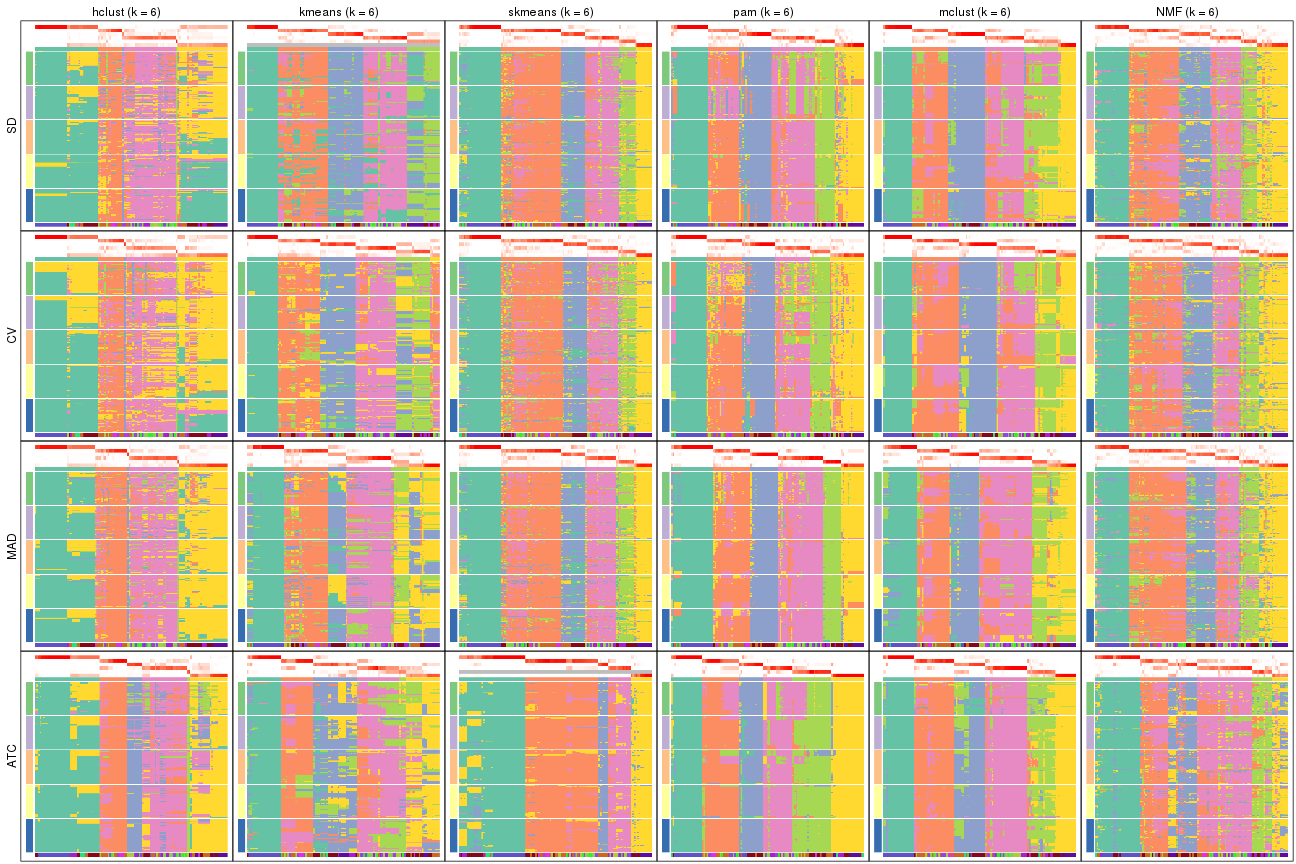 hclust (k = 6)
kmeans (k = 6)
skmeans (k = 6)
pam (k = 6)
mclust (k = 6)
NMF (k = 6)
SD
CV
MAD
ATC